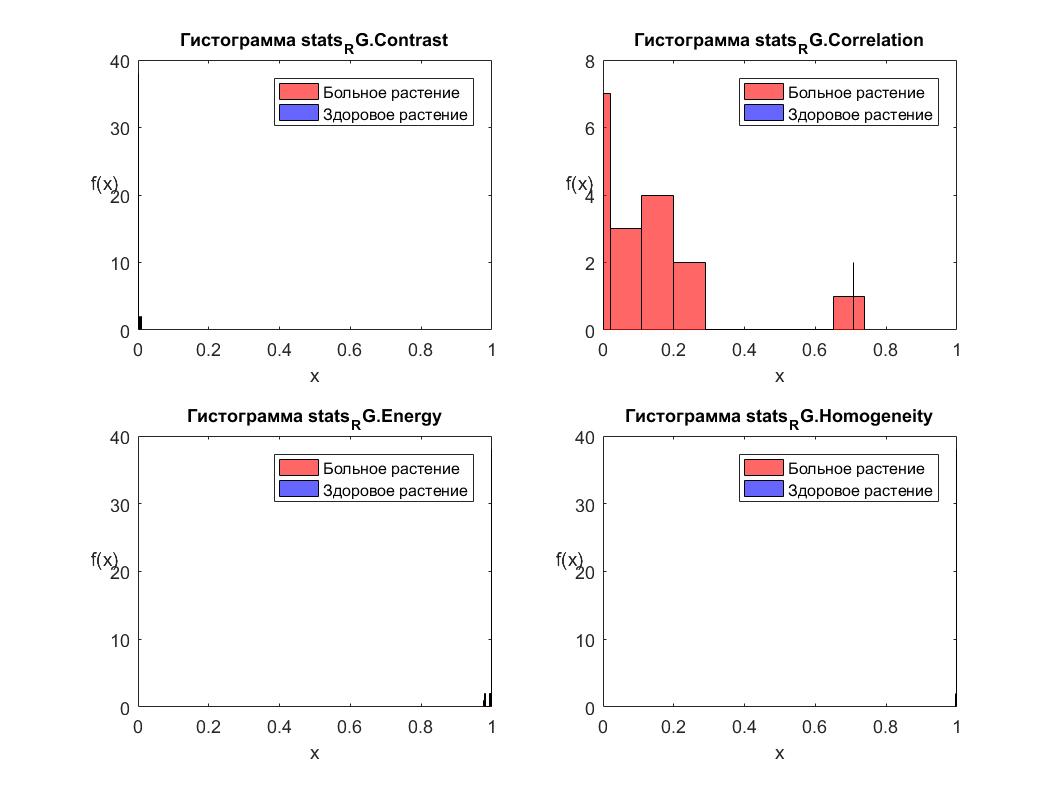 Гистограмма stats_RG.Contrast
40
30
f(x)
20
10
0
0 0.2 0.4 0.6 0.8 1
x
Больное растение
Здоровое растение
Гистограмма stats_RG.Correlation
8
6
f(x)
4
2
0
0 0.2 0.4 0.6 0.8 1
x
Больное растение
Здоровое растение
Гистограмма stats_RG.Energy
40
30
f(x)
20
10
0
0 0.2 0.4 0.6 0.8 1
x
Больное растение
Здоровое растение
Гистограмма stats_RG.Homogeneity
40
30
f(x)
20
10
0
0 0.2 0.4 0.6 0.8 1
x
Больное растение
Здоровое растение